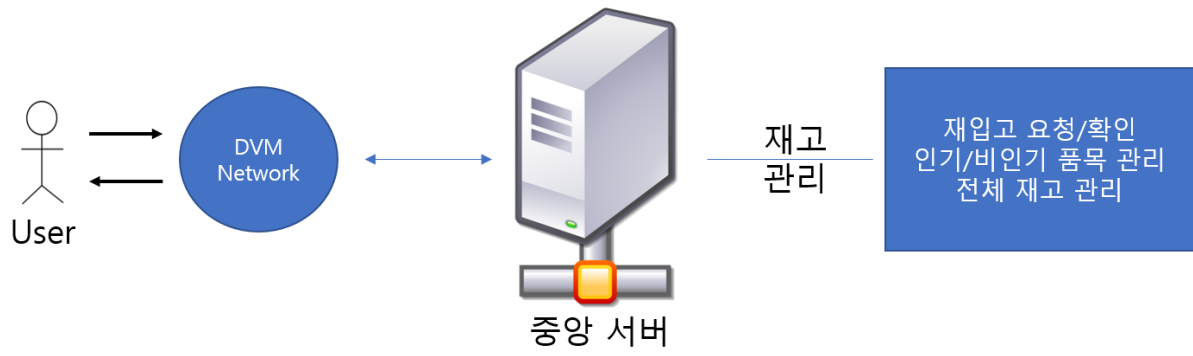 User
DVM
Network
중앙 서버
재고
관리
재입고 요청/확인
인기/비인기 품목 관리
전체 재고 관리